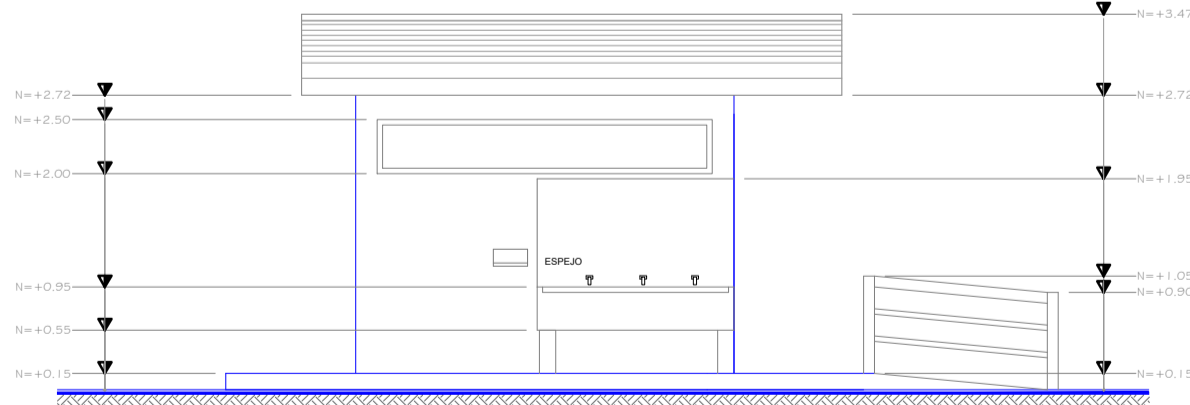 N=+3.47
N=+2.72
N=+2.72
N=+2.50
N=+2.00
N=+1.95
ESPEJO
N=+1.05
N=+0.95
N=+0.90
N=+0.55
N=+0.15
N=+0.15